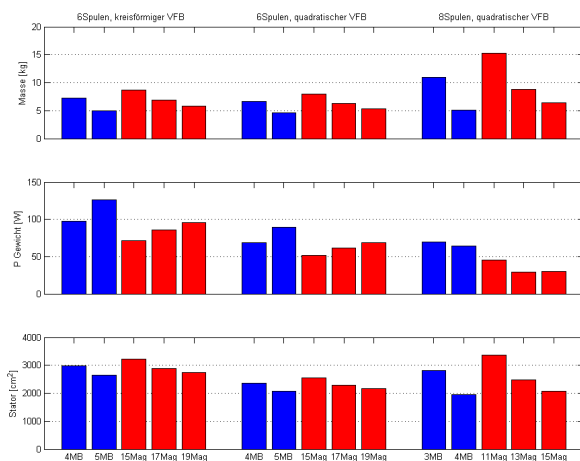 6Spulen, kreisförmiger VFB 6Spulen, quadratischer VFB 8Spulen, quadratischer VFB
Masse [kg]
20
15
10
5
0
P Gewicht [W]
150
100
50
0
Stator [cm²]
4000
3000
2000
1000
0
4MB 5MB 15Mag 17Mag 19Mag 4MB 5MB 15Mag 17Mag 19Mag 3MB 4MB 11Mag 13Mag 15Mag